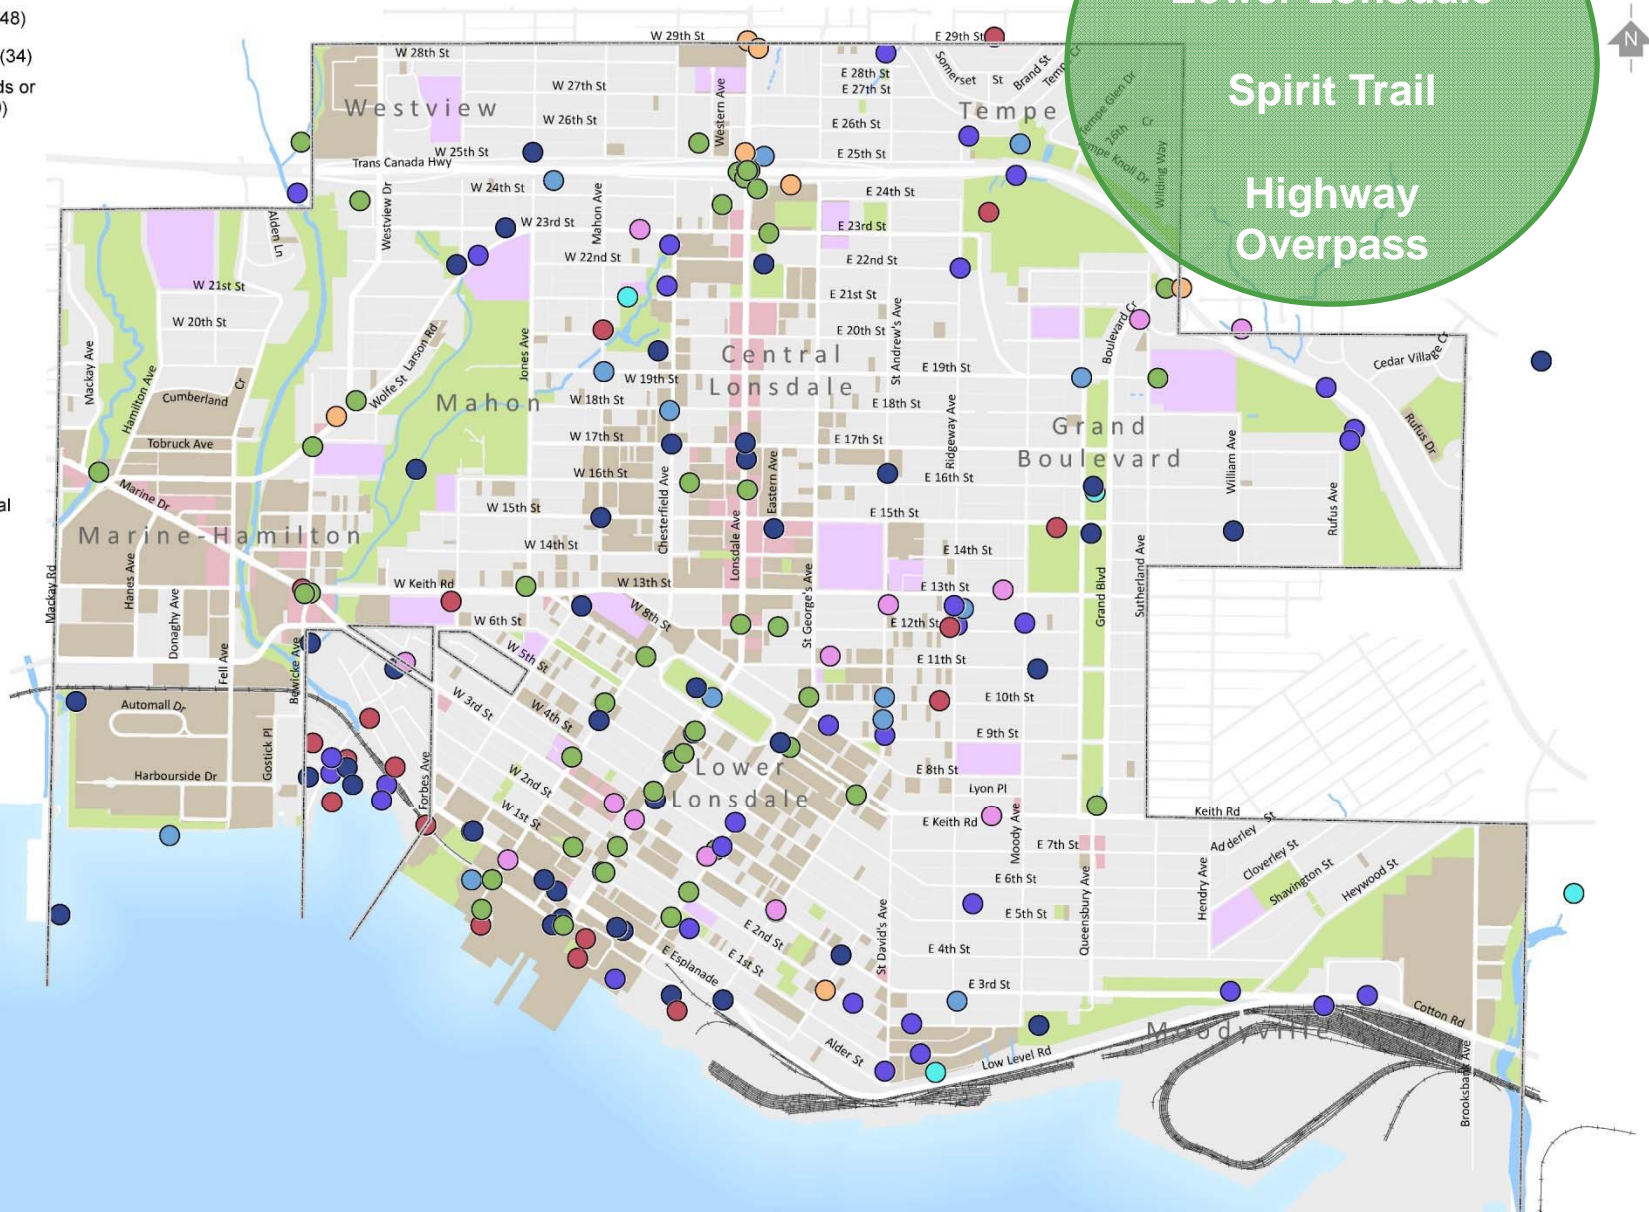 48)
(34)
ds or
al
Lower Lonsdale
Spirit Trail
Highway
Overpass
N
W 29th St
E 29th St
W 28th St
E 28th St
E 27th St
W 27th St
Somerset St
Brand St
Westview
Western Ave
Tempe
Tempe Glen Dr
W 26th St
E 26th St
26th Cr
W 25th St
E 25th St
Trans Canada Hwy
Tempe Knoll Dr
Wilding Way
W 24th St
E 24th St
Westview Dr
Mahon Ave
Alden Ln
W 23rd St
E 23rd St
W 22nd St
E 22nd St
W 21st St
E 21st St
W 20th St
E 20th St
St Andrew's Ave
Boulevard Cr
Cedar Village Cr
Mackay Ave
Hamilton Ave
Larson Rd
Wolfe St
Jones Ave
Central
Lonsdale
W 19th St
E 19th St
Cumberland Cr
Mahon
W 18th St
E 18th St
Ridgeway Ave
Grand
Boulevard
Rufus Dr
Tobruck Ave
W 17th St
E 17th St
William Ave
W 16th St
E 16th St
Chesterfield Ave
Eastern Ave
Rufus Ave
Marine Dr
W 15th St
E 15th St
Marine-Hamilton
Lonsdale Ave
W 14th St
E 14th St
Sutherland Ave
Mackay Rd
Hanes Ave
Donaghy Ave
W Keith Rd
W 13th St
E 13th St
St George's Ave
Grand Blvd
W 8th St
W 6th St
E 12th St
Fell Ave
Bewicke Ave
W 5th St
E 11th St
W 3rd St
W 4th St
E 10th St
Automall Dr
Gostick Pl
E 9th St
Harbourside Dr
Forbes Ave
W 2nd St
Lower
Lonsdale
E 8th St
Lyon Pl
W 1st St
E Keith Rd
Moody Ave
Keith Rd
Adderley St
E 7th St
Cloverley St
Shavington St
Heywood St
E 6th St
Queensbury Ave
Hendry Ave
E 5th St
St David's Ave
E 2nd St
E 4th St
E Esplanade
E 1st St
E 3rd St
Cotton Rd
Moodyville
Alder St
Low Level Rd
Brooksbank Ave